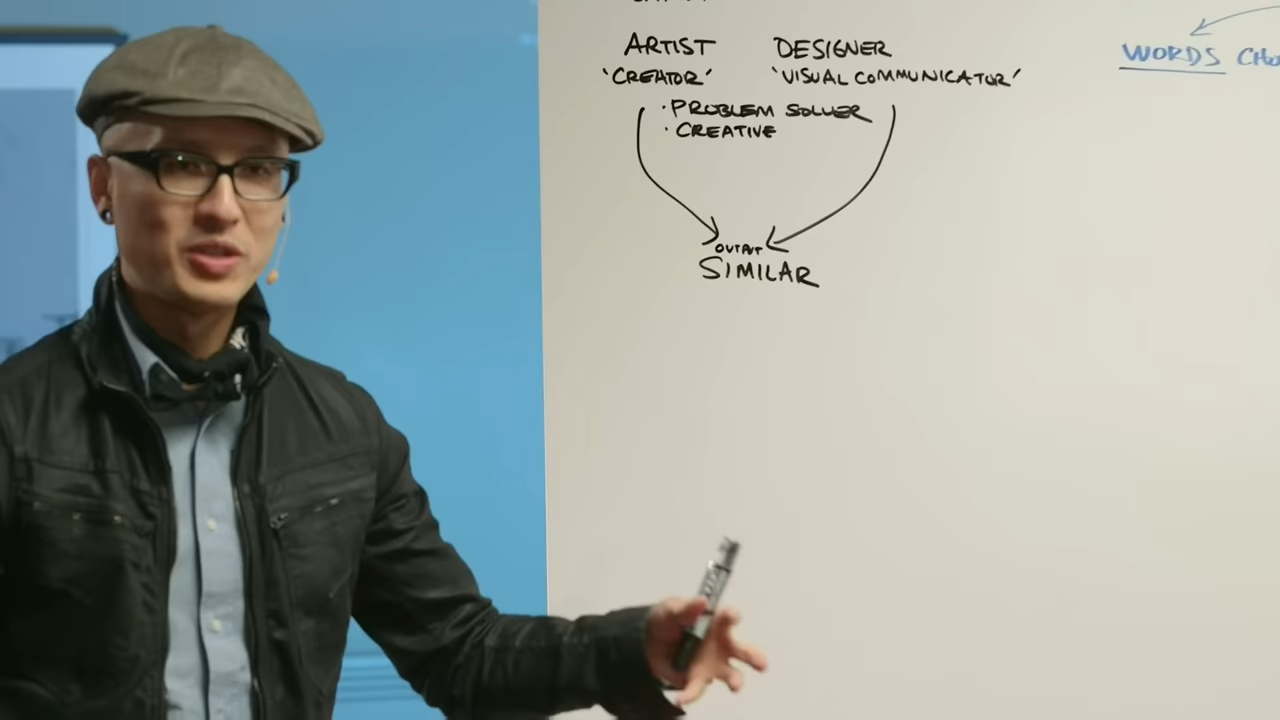 ARTIST DESIGNER
'CREATOR' 'VISUAL COMMUNICATOR'
· PROBLEM SOLVER
· CREATIVE
OUTPUT
SIMILAR
WORDS